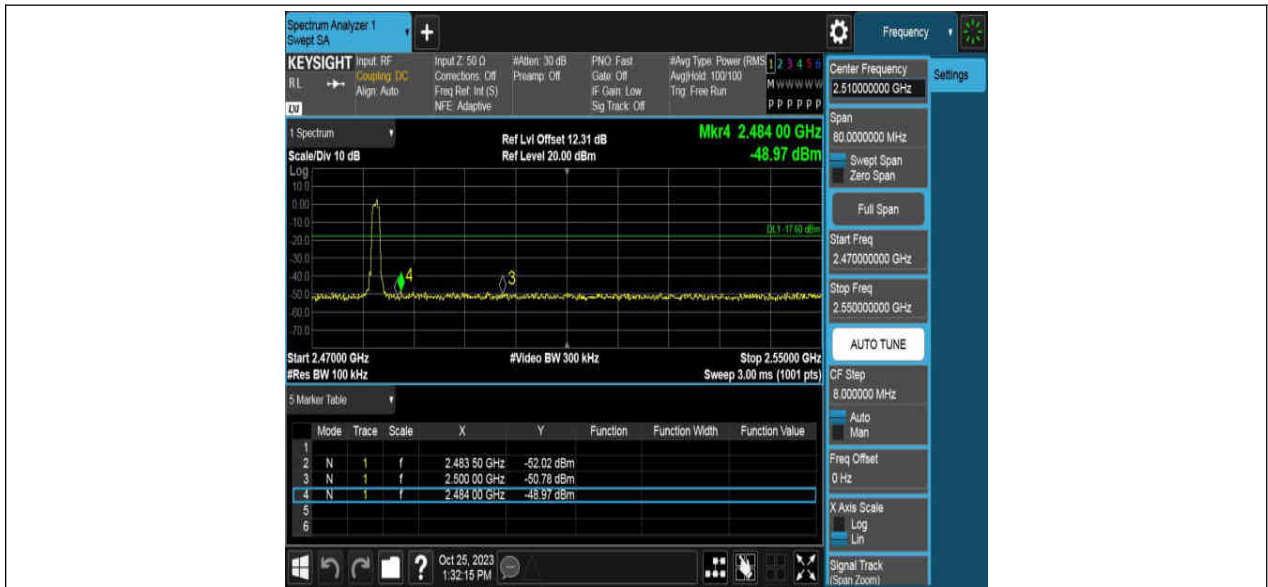 Spectrum Analyzer 1
Swept SA
+
Frequency
KEYSIGHT
RL
Input: RF
Coupling: DC
Align: Auto
Input Z: 50 Ω
Corrections: Off
Freq Ref: Int (S)
NFE: Adaptive
#Atten: 30 dB
Preamp: Off
PNO: Fast
Gate: Off
IF Gain: Low
Sig Track: Off
#Avg Type: Power (RMS
Avg|Hold: 100/100
Trig: Free Run
1 2 3 4 5 6
M W W W W W
P P P P P P
LXI
1 Spectrum
Scale/Div 10 dB
Ref Lvl Offset 12.31 dB
Ref Level 20.00 dBm
Mkr4 2.484 00 GHz
-48.97 dBm
Log
10.0
0.00
-10.0
-20.0
-30.0
-40.0
-50.0
-60.0
-70.0
DL1 -17.60 dBm
4
3
Start 2.47000 GHz
#Res BW 100 kHz
#Video BW 300 kHz
Stop 2.55000 GHz
Sweep 3.00 ms (1001 pts)
5 Marker Table
Mode Trace Scale X Y Function Function Width Function Value
1
2 N 1 f 2.483 50 GHz -52.02 dBm
3 N 1 f 2.500 00 GHz -50.78 dBm
4 N 1 f 2.484 00 GHz -48.97 dBm
5
6
?
Oct 25, 2023
1:32:15 PM
Center Frequency
2.510000000 GHz
Settings
Span
80.0000000 MHz
Swept Span
Zero Span
Full Span
Start Freq
2.470000000 GHz
Stop Freq
2.550000000 GHz
AUTO TUNE
CF Step
8.000000 MHz
Auto
Man
Freq Offset
0 Hz
X Axis Scale
Log
Lin
Signal Track
(Span Zoom)